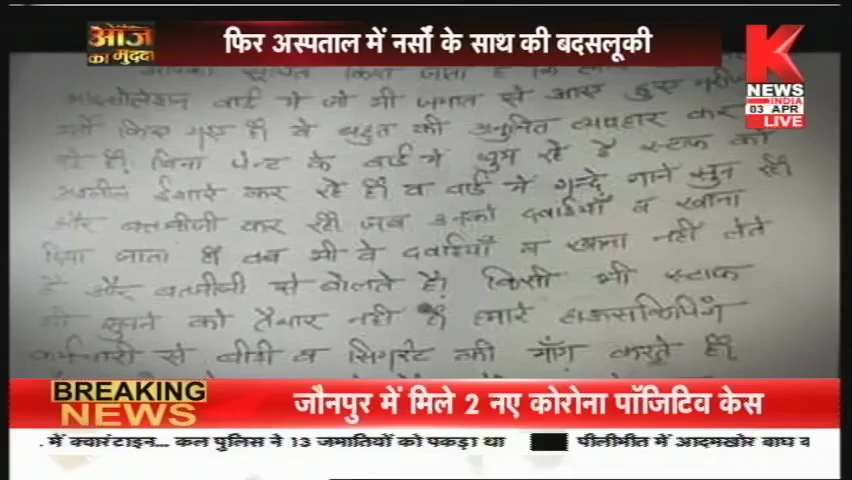 आज
का मुद्दा
फिर अस्पताल में नर्सों के साथ की बदसलूकी
K
NEWS
INDIA
03 APR
LIVE
किया जाता है कि
आइसोलेशन वार्ड में जो भी जमात से आए हुए मरीज
भर्ती किए गए हैं वे बहुत की अनुचित व्यवहार कर
रहे हैं। बिना पेन्ट के वार्ड में घुम रहे है स्टाफ को
अश्लील ईशारे कर रहे हैं। व वार्ड में गन्दे गाने सुन रहे।
और बत्तमीजी कर रहे। जब उनको दवाईयाँ व खाना
दिया जाता है तब भी वे दवाईयाँ व खाना नहीं लेते
है और बत्मीजी से बोलते है। किसी भी स्टाफ
की सुनने को तैयार नहीं है हमारे हाऊसकिपिंग
कर्मचारी से बीडी व सिगरेट की माँग करते हैं।
BREAKING
NEWS
जौनपुर में मिले 2 नए कोरोना पॉजिटिव केस
. में क्वारंटाइन... कल पुलिस ने 13 जमातियों को पकड़ा था
पीलीभीत में आदमखोर बाघ